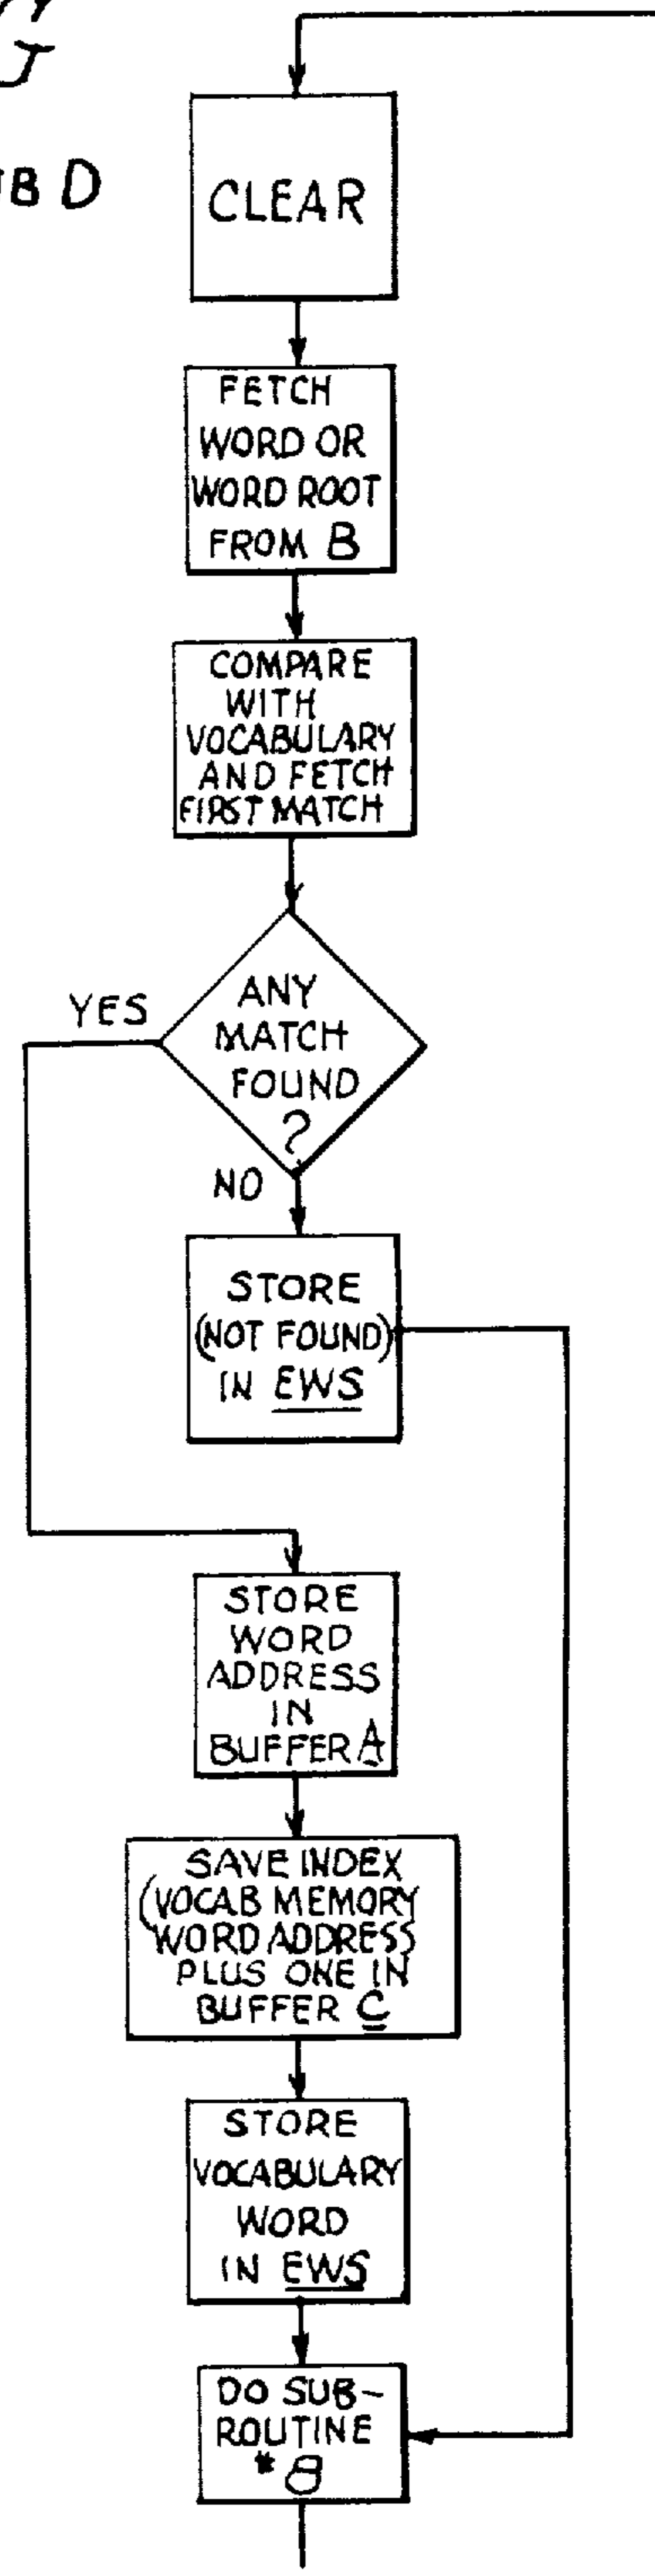 CLEAR
FETCH
WORD OR
WORD ROOT
FROM B
COMPARE
WITH
VOCABULARY
AND FETCH
FIRST MATCH
YES
ANY
MATCH
FOUND
?
NO
STORE
(NOT FOUND)
IN EWS
STORE
WORD
ADDRESS
IN
BUFFER A
SAVE INDEX
(VOCAB MEMORY
WORD ADDRESS
PLUS ONE IN
BUFFER C
STORE
VOCABULARY
WORD
IN EWS
DO SUB-
ROUTINE
* 8